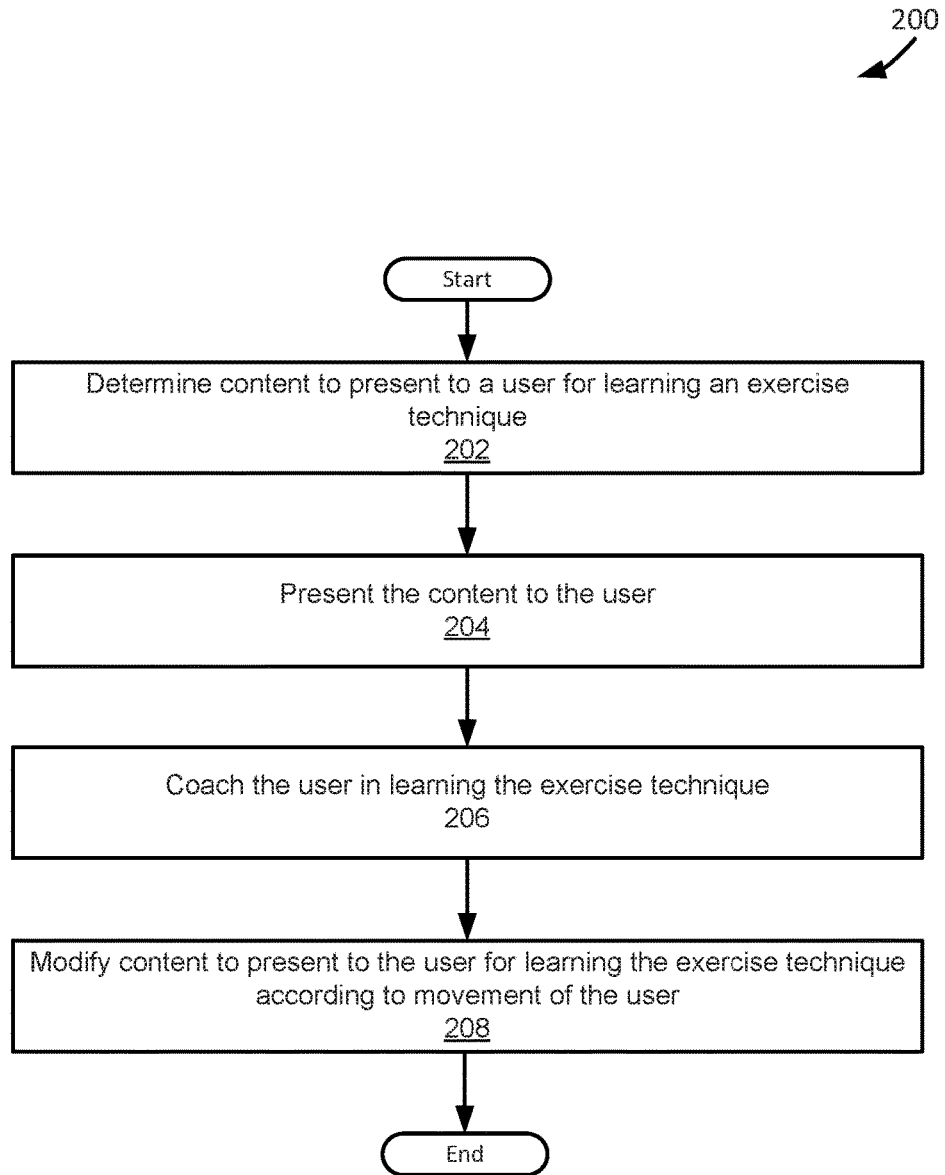 200
Start
Determine content to present to a user for learning an exercise
technique
202
Present the content to the user
204
Coach the user in learning the exercise technique
206
Modify content to present to the user for learning the exercise technique
according to movement of the user
208
End